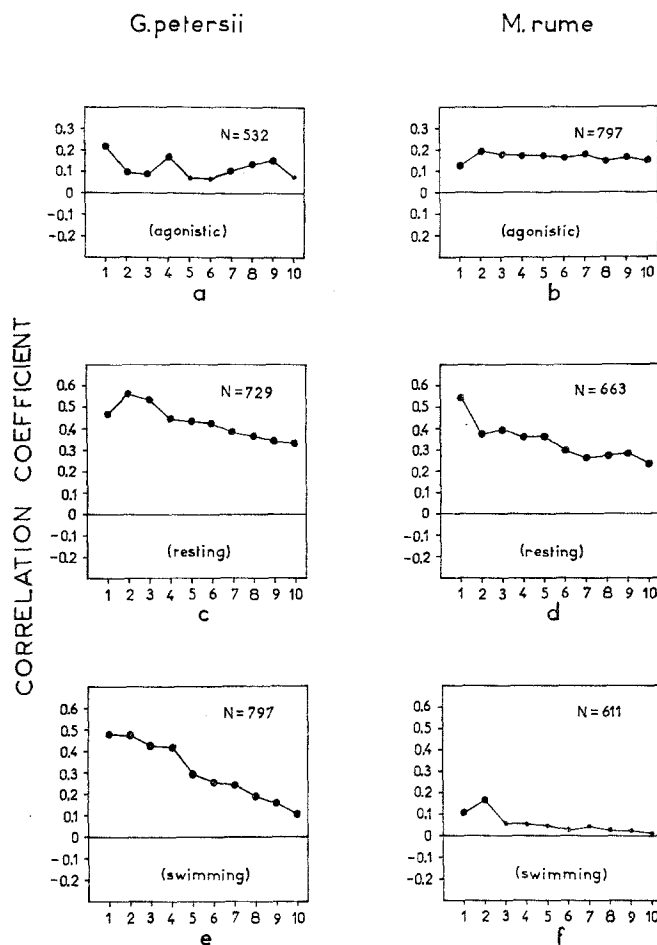 G.petersii
M.rume
CORRELATION COEFFICIENT
0.3
0.2
0.1
0
-0.1
-0.2
N=532
(agonistic)
1 2 3 4 5 6 7 8 9 10
a
0.3
0.2
0.1
0
-0.1
-0.2
N=797
(agonistic)
1 2 3 4 5 6 7 8 9 10
b
0.6
0.5
0.4
0.3
0.2
0.1
0
-0.1
-0.2
N=729
(resting)
1 2 3 4 5 6 7 8 9 10
c
0.6
0.5
0.4
0.3
0.2
0.1
0
-0.1
-0.2
N=663
(resting)
1 2 3 4 5 6 7 8 9 10
d
0.6
0.5
0.4
0.3
0.2
0.1
0
-0.1
-0.2
N=797
(swimming)
1 2 3 4 5 6 7 8 9 10
e
0.6
0.5
0.4
0.3
0.2
0.1
0
-0.1
-0.2
N=611
(swimming)
1 2 3 4 5 6 7 8 9 10
f